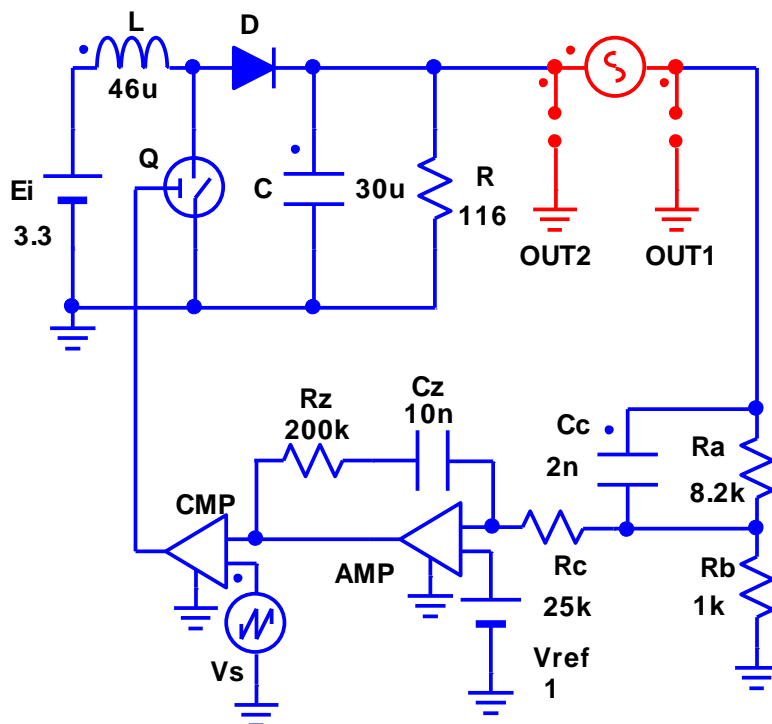 L
D
46u
Q
Ei
3.3
C
30u
R
116
OUT2
OUT1
Rz
200k
Cz
10n
Cc
2n
Ra
8.2k
CMP
AMP
Rc
25k
Rb
1k
Vs
Vref
1